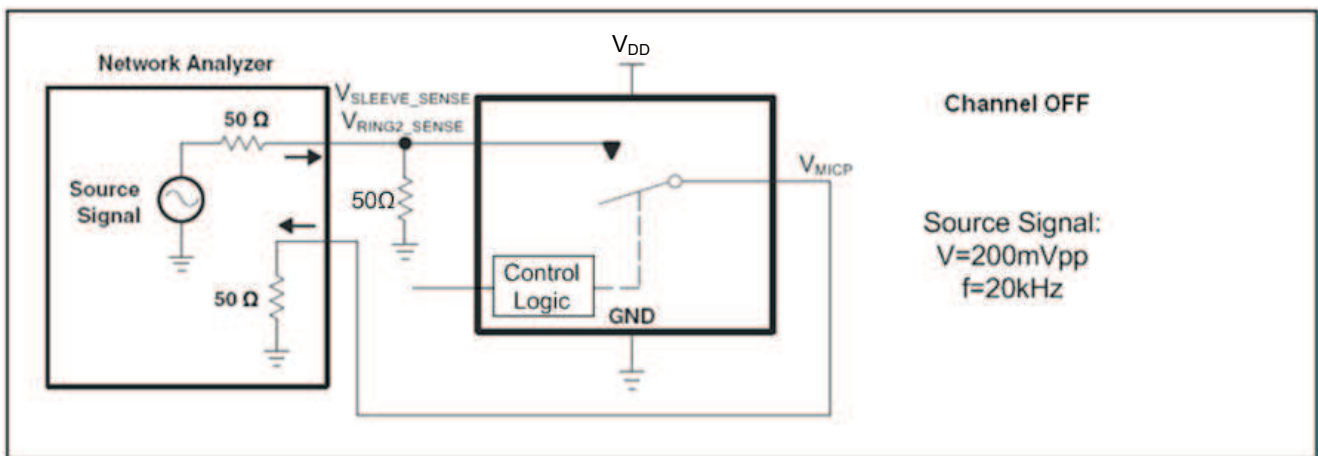 V_DD
Network Analyzer
V_SLEEVE_SENSE
V_RING2_SENSE
Channel OFF
50 Ω
V_MICP
Source
Signal
50Ω
Source Signal:
V=200mVpp
f=20kHz
Control
Logic
50 Ω
GND